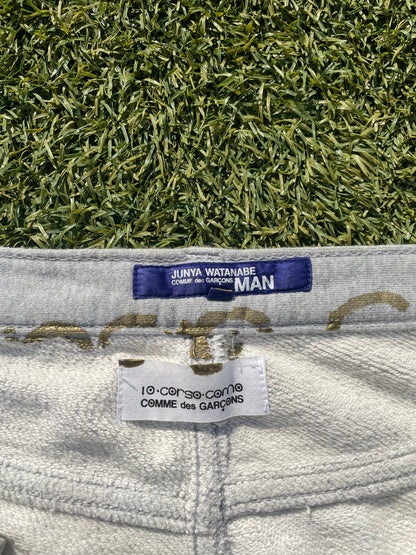 JUNYA WATANABE
COMME des GARÇONS MAN
10·corso·como
COMME des GARÇONS